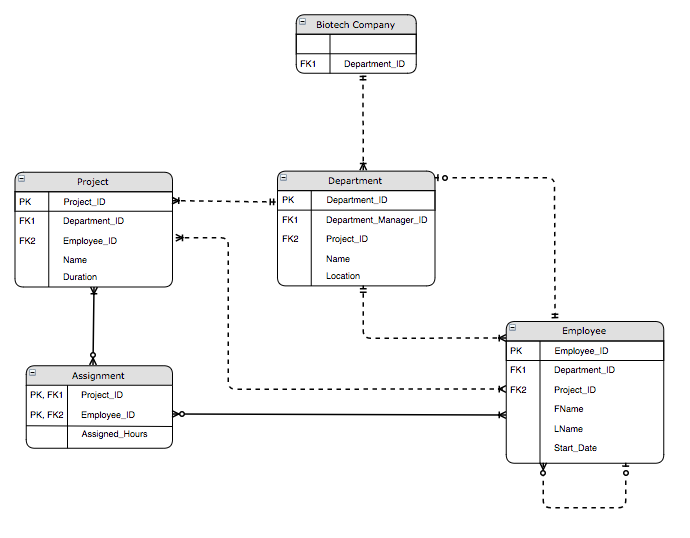 Biotech Company
FK1 Department_ID
Project
PK Project_ID
FK1 Department_ID
FK2 Employee_ID
Name
Duration
Department
PK Department_ID
FK1 Department_Manager_ID
FK2 Project_ID
Name
Location
Assignment
PK, FK1 Project_ID
PK, FK2 Employee_ID
Assigned_Hours
Employee
PK Employee_ID
FK1 Department_ID
FK2 Project_ID
FName
LName
Start_Date